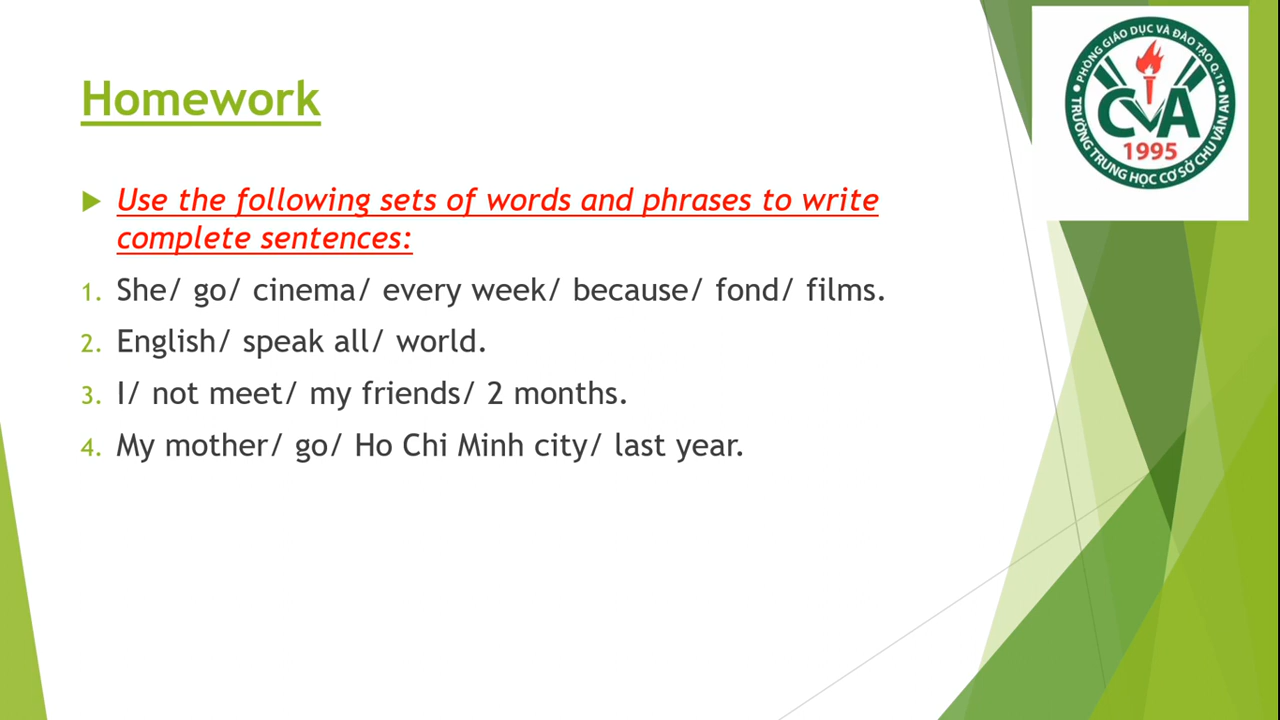 PHÒNG GIÁO DỤC VÀ ĐÀO TẠO Q.11
CVA
1995
TRƯỜNG TRUNG HỌC CƠ SỞ CHU VĂN AN
Homework
Use the following sets of words and phrases to write
complete sentences:
1. She/ go/ cinema/ every week/ because/ fond/ films.
2. English/ speak all/ world.
3. I/ not meet/ my friends/ 2 months.
4. My mother/ go/ Ho Chi Minh city/ last year.